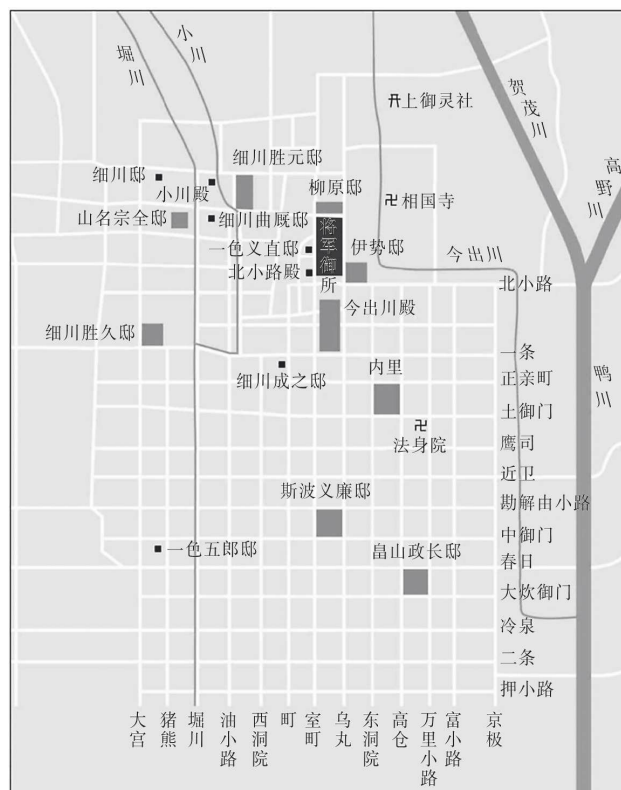 小川
堀川
上御灵社
贺茂川
高野川
细川邸
小川殿
细川胜元邸
柳原邸
相国寺
山名宗全邸
细川曲厩邸
将军御所
一色义直邸
伊势邸
今出川
北小路殿
北小路
今出川殿
细川胜久邸
一条
细川成之邸
内里
正亲町
鸭川
土御门
法身院
鹰司
近卫
斯波义廉邸
勘解由小路
中御门
一色五郎邸
畠山政长邸
春日
大炊御门
冷泉
二条
押小路
大宫
猪熊
堀川
油小路
西洞院
町
室町
乌丸
东洞院
高仓
万里小路
富小路
京极